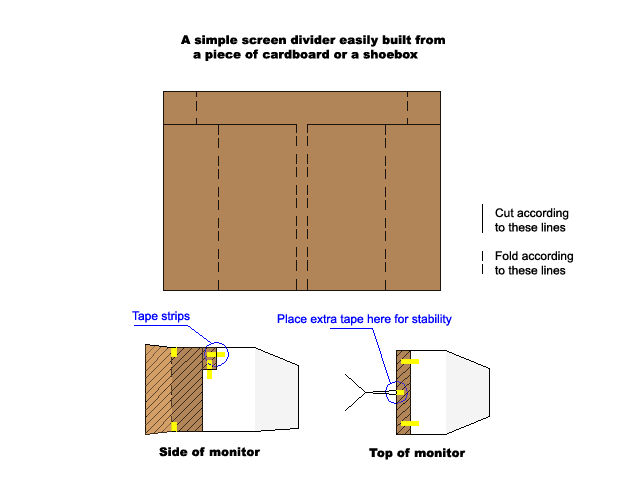 A simple screen divider easily built from
a piece of cardboard or a shoebox
Cut according
to these lines
Fold according
to these lines
Tape strips
Place extra tape here for stability
Side of monitor
Top of monitor